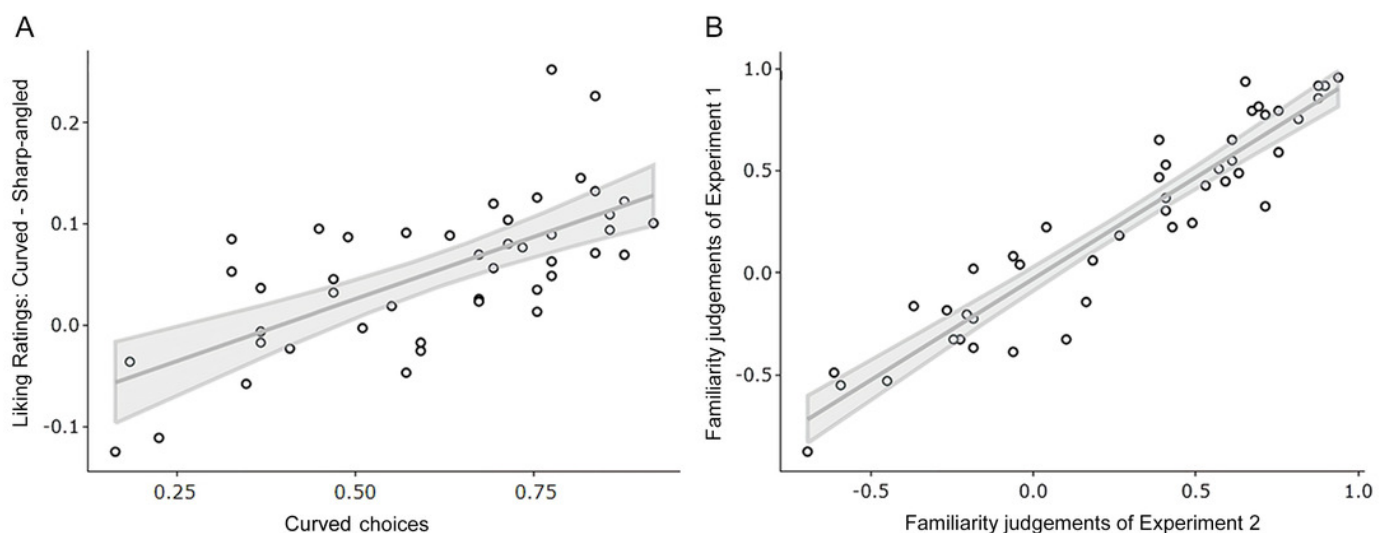 A
Liking Ratings: Curved - Sharp-angled
0.2
0.1
0.0
-0.1
0.25
0.50
0.75
Curved choices
B
Familiarity judgements of Experiment 1
1.0
0.5
0.0
-0.5
-0.5
0.0
0.5
1.0
Familiarity judgements of Experiment 2